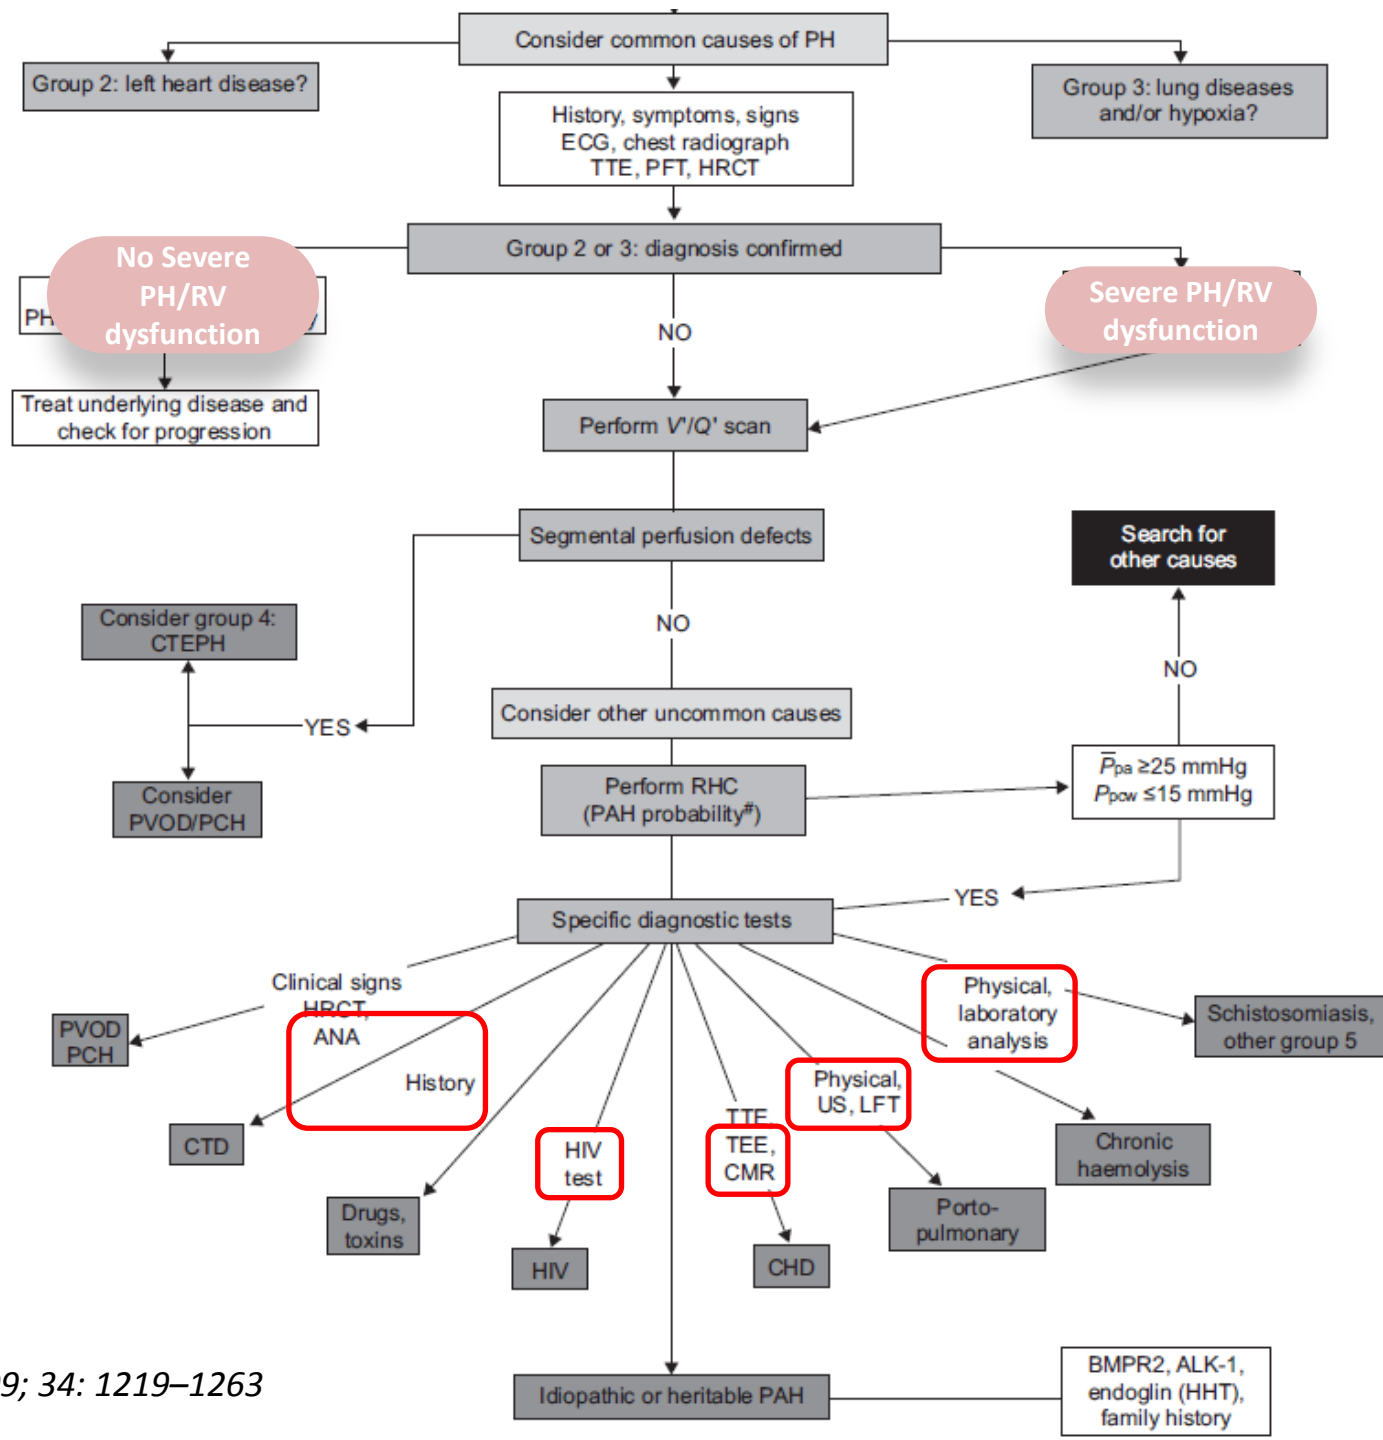 Consider common causes of PH
Group 2: left heart disease?
Group 3: lung diseases
and/or hypoxia?
History, symptoms, signs
ECG, chest radiograph
TTE, PFT, HRCT
Group 2 or 3: diagnosis confirmed
No Severe
PH/RV
dysfunction
PH
Severe PH/RV
dysfunction
NO
Treat underlying disease and
check for progression
Perform V'/Q' scan
Segmental perfusion defects
Search for
other causes
Consider group 4:
CTEPH
NO
NO
YES
Consider other uncommon causes
Consider
PVOD/PCH
Perform RHC
(PAH probability#)
P̅pa ≥25 mmHg
Ppcw ≤15 mmHg
YES
Specific diagnostic tests
Clinical signs
HRCT,
ANA
History
Physical,
laboratory
analysis
PVOD
PCH
Schistosomiasis,
other group 5
Physical,
US, LFT
TTE,
TEE,
CMR
HIV
test
CTD
Chronic
haemolysis
Drugs,
toxins
Porto-
pulmonary
HIV
CHD
Idiopathic or heritable PAH
BMPR2, ALK-1,
endoglin (HHT),
family history
9; 34: 1219–1263